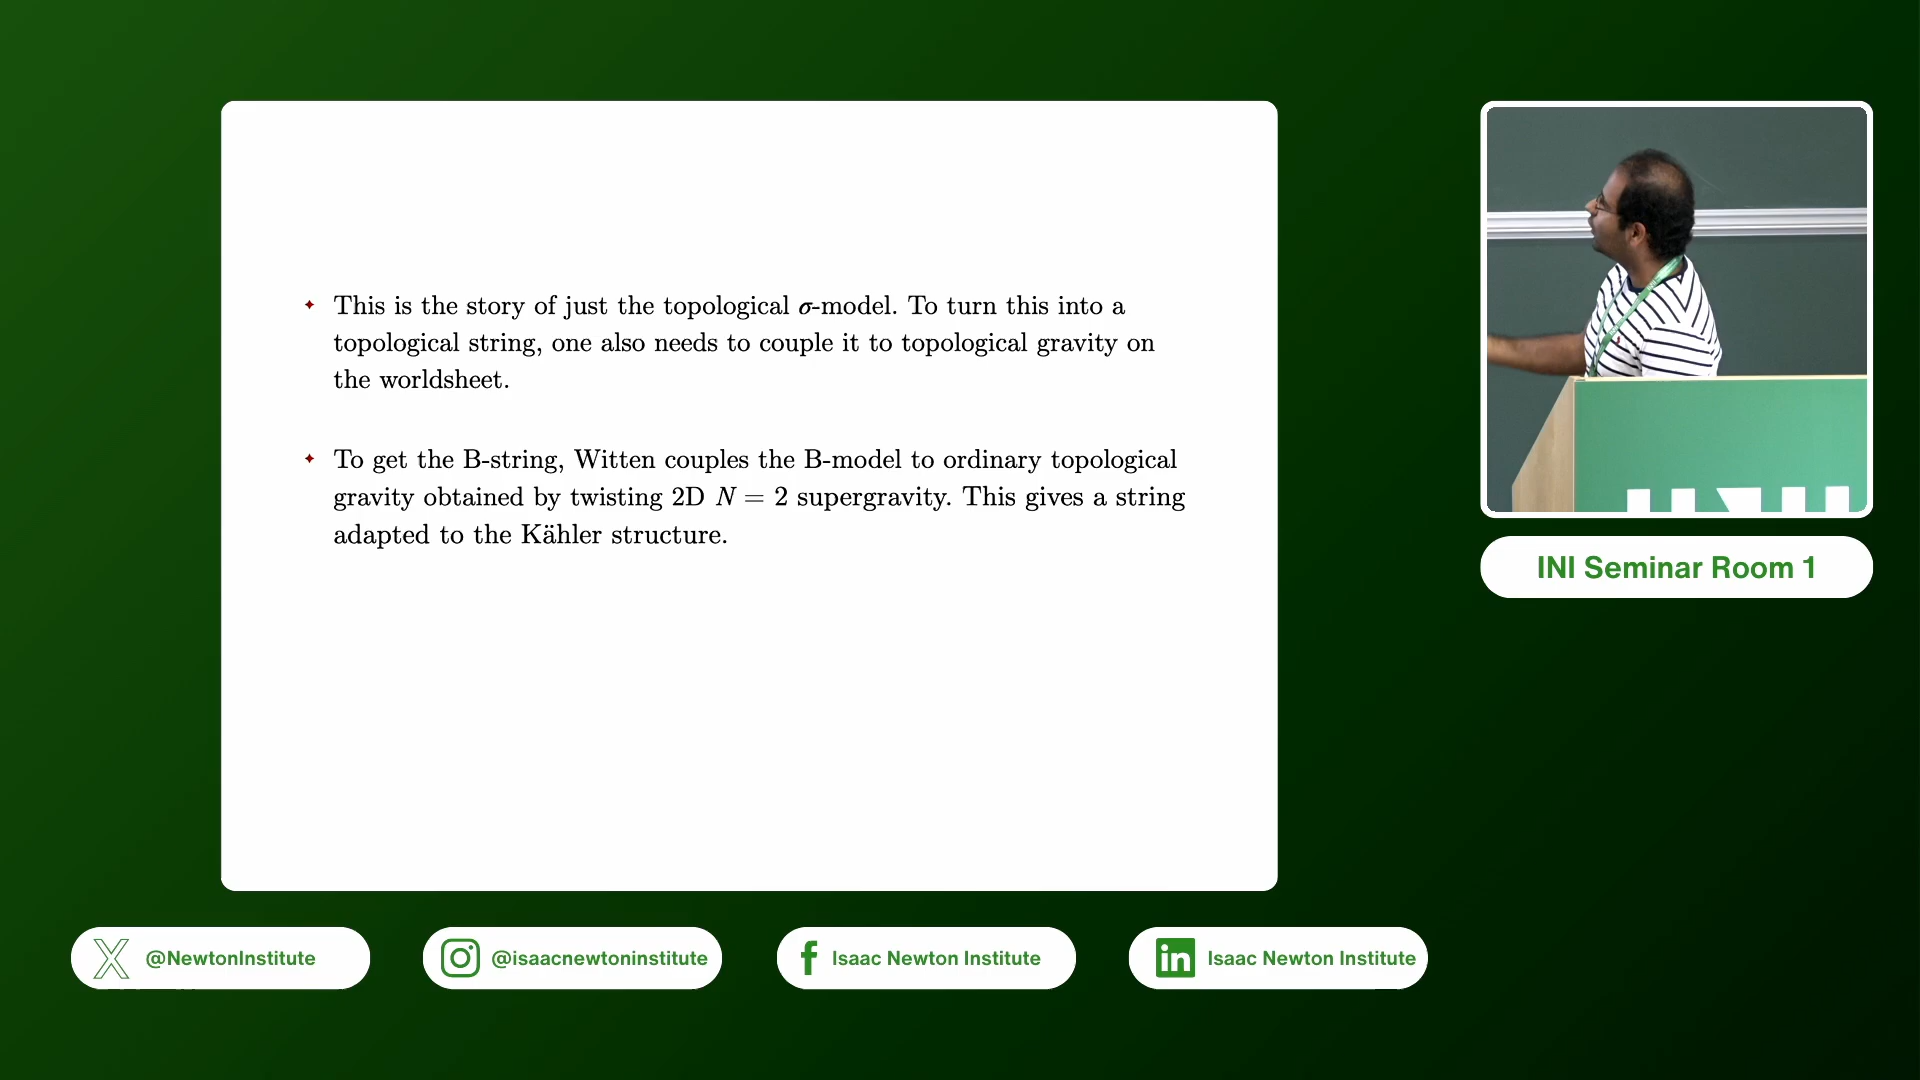 ✦ This is the story of just the topological σ-model. To turn this into a
topological string, one also needs to couple it to topological gravity on
the worldsheet.
✦ To get the B-string, Witten couples the B-model to ordinary topological
gravity obtained by twisting 2D N = 2 supergravity. This gives a string
adapted to the Kähler structure.
INI Seminar Room 1
@NewtonInstitute
@isaacnewtoninstitute
Isaac Newton Institute
Isaac Newton Institute